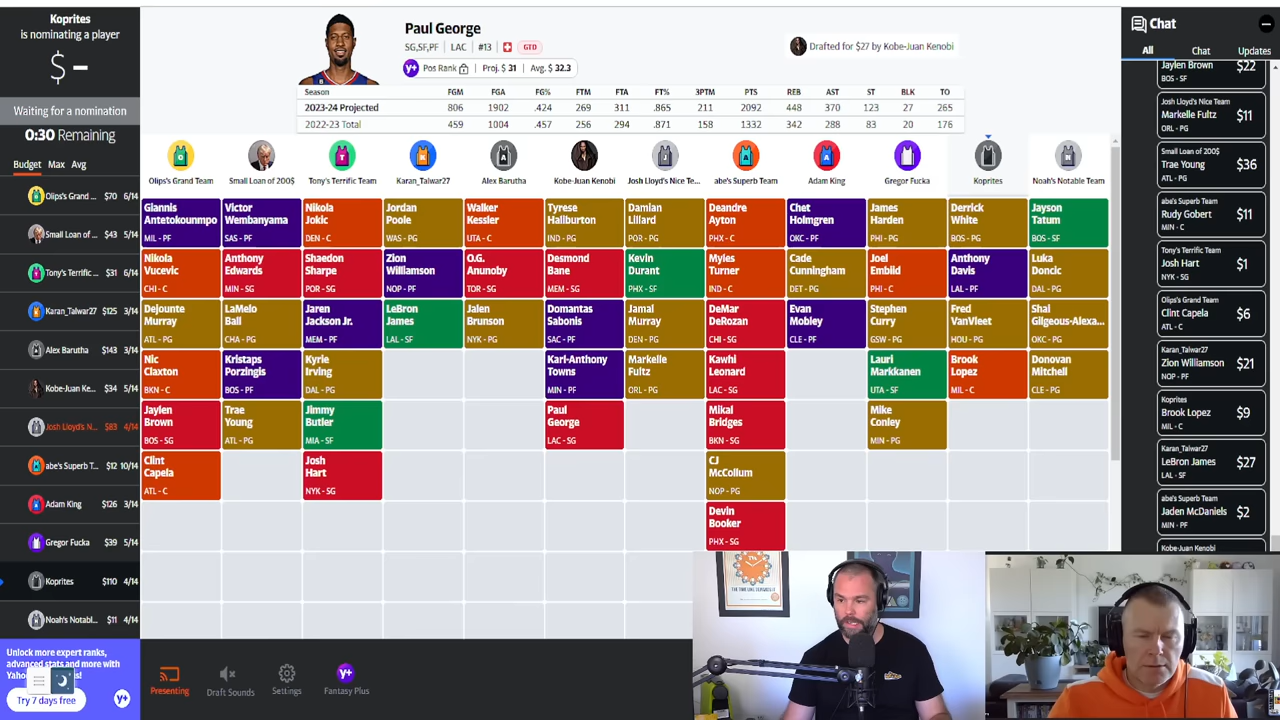 Koprites
is nominating a player
$ –
Waiting for a nomination
0:30 Remaining
Budget Max Avg
Olips's Grand ... $70 6/14
Small Loan of ... $43 5/14
Tony's Terrific ... $31 6/14
Karan_Talwar27 $125 3/14
Alex Barutha $143 3/14
Kobe-Juan Ke... $34 5/14
Josh Lloyd's N... $83 4/14
abe's Superb T... $12 10/14
Adam King $126 3/14
Gregor Fucka $39 5/14
Koprites $110 4/14
Noah's Notabl... $11 4/14
Unlock more expert ranks,
advanced stats and more with
Try 7 days free
y+
Paul George
SG,SF,PF LAC #13 GTD
y+ Pos Rank Proj. $ 31 Avg. $ 32.3
Drafted for $27 by Kobe-Juan Kenobi
Season FGM FGA FG% FTM FTA FT% 3PTM PTS REB AST ST BLK TO
2023-24 Projected 806 1902 .424 269 311 .865 211 2092 448 370 123 27 265
2022-23 Total 459 1004 .457 256 294 .871 158 1332 342 288 83 20 176
Olips's Grand Team Small Loan of 200$ Tony's Terrific Team Karan_Talwar27 Alex Barutha Kobe-Juan Kenobi Josh Lloyd's Nice Te... abe's Superb Team Adam King Gregor Fucka Koprites Noah's Notable Team
Giannis Victor Nikola Jordan Walker Tyrese Damian Deandre Chet James Derrick Jayson
Antetokounmpo Wembanyama Jokic Poole Kessler Haliburton Lillard Ayton Holmgren Harden White Tatum
MIL - PF SAS - PF DEN - C WAS - PG UTA - C IND - PG POR - PG PHX - C OKC - PF PHI - PG BOS - PG BOS - SF
Nikola Anthony Shaedon Zion O.G. Desmond Kevin Myles Cade Joel Anthony Luka
Vucevic Edwards Sharpe Williamson Anunoby Bane Durant Turner Cunningham Embiid Davis Doncic
CHI - C MIN - SG POR - SG NOP - PF TOR - SG MEM - SG PHX - SF IND - C DET - PG PHI - C LAL - PF DAL - PG
Dejounte LaMelo Jaren LeBron Jalen Domantas Jamal DeMar Evan Stephen Fred Shai
Murray Ball Jackson Jr. James Brunson Sabonis Murray DeRozan Mobley Curry VanVleet Gilgeous-Alexa...
ATL - PG CHA - PG MEM - PF LAL - SF NYK - PG SAC - PF DEN - PG CHI - SG CLE - PF GSW - PG HOU - PG OKC - PG
Nic Kristaps Kyrie Karl-Anthony Markelle Kawhi Lauri Brook Donovan
Claxton Porzingis Irving Towns Fultz Leonard Markkanen Lopez Mitchell
BKN - C BOS - PF DAL - PG MIN - PF ORL - PG LAC - SG UTA - SF MIL - C CLE - PG
Jaylen Trae Jimmy Paul Mikal Mike
Brown Young Butler George Bridges Conley
BOS - SG ATL - PG MIA - SF LAC - SG BKN - SG MIN - PG
Clint Josh CJ
Capela Hart McCollum
ATL - C NYK - SG NOP - PG
Devin
Booker
PHX - SG
Presenting Draft Sounds Settings Fantasy Plus
Chat
All Chat Updates
Jaylen Brown $22
BOS - SF
Josh Lloyd's Nice Team
Markelle Fultz $11
ORL - PG
Small Loan of 200$
Trae Young $36
ATL - PG
abe's Superb Team
Rudy Gobert $11
MIN - C
Tony's Terrific Team
Josh Hart $1
NYK - SG
Olips's Grand Team
Clint Capela $6
ATL - C
Karan_Talwar27
Zion Williamson $21
NOP - PF
Koprites
Brook Lopez $9
MIL - C
Karan_Talwar27
LeBron James $27
LAL - SF
abe's Superb Team
Jaden McDaniels $2
MIN - PF
Kobe-Juan Kenobi